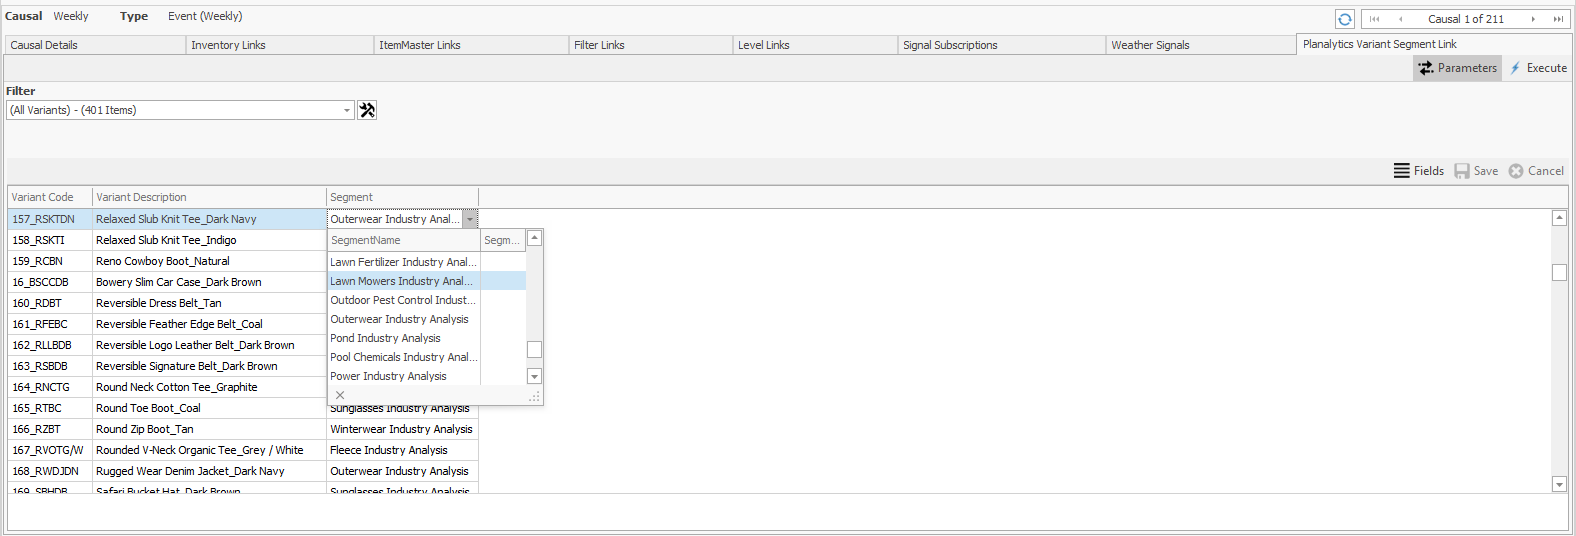 Causal Weekly Type Event (Weekly)
Causal 1 of 211
Causal Details Inventory Links ItemMaster Links Filter Links Level Links Signal Subscriptions Weather Signals Planalytics Variant Segment Link
Parameters Execute
Filter
(All Variants) - (401 Items)
Fields Save Cancel
Variant Code Variant Description Segment
157_RSKTDN Relaxed Slub Knit Tee_Dark Navy Outerwear Industry Anal...
158_RSKTI Relaxed Slub Knit Tee_Indigo
SegmentName Segm...
159_RCBN Reno Cowboy Boot_Natural
Lawn Fertilizer Industry Anal...
16_BSCCDB Bowery Slim Car Case_Dark Brown
Lawn Mowers Industry Anal...
160_RDBT Reversible Dress Belt_Tan
Outdoor Pest Control Indust...
161_RFEBC Reversible Feather Edge Belt_Coal
Outerwear Industry Analysis
162_RLLBDB Reversible Logo Leather Belt_Dark Brown
Pond Industry Analysis
163_RSBDB Reversible Signature Belt_Dark Brown
Pool Chemicals Industry Anal...
164_RNCTG Round Neck Cotton Tee_Graphite
Power Industry Analysis
165_RTBC Round Toe Boot_Coal Sunglasses Industry Analysis
166_RZBT Round Zip Boot_Tan Winterwear Industry Analysis
167_RVOTG/W Rounded V-Neck Organic Tee_Grey / White Fleece Industry Analysis
168_RWDJDN Rugged Wear Denim Jacket_Dark Navy Outerwear Industry Analysis
169_SBHDB Safari Bucket Hat_Dark Brown Sunglasses Industry Analysis